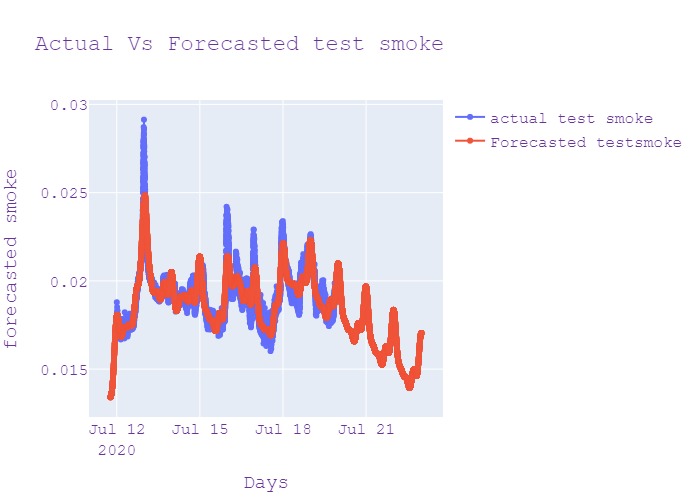 Actual Vs Forecasted test smoke
actual test smoke
Forecasted testsmoke
forecasted smoke
0.03
0.025
0.02
0.015
Jul 12
2020
Jul 15
Jul 18
Jul 21
Days